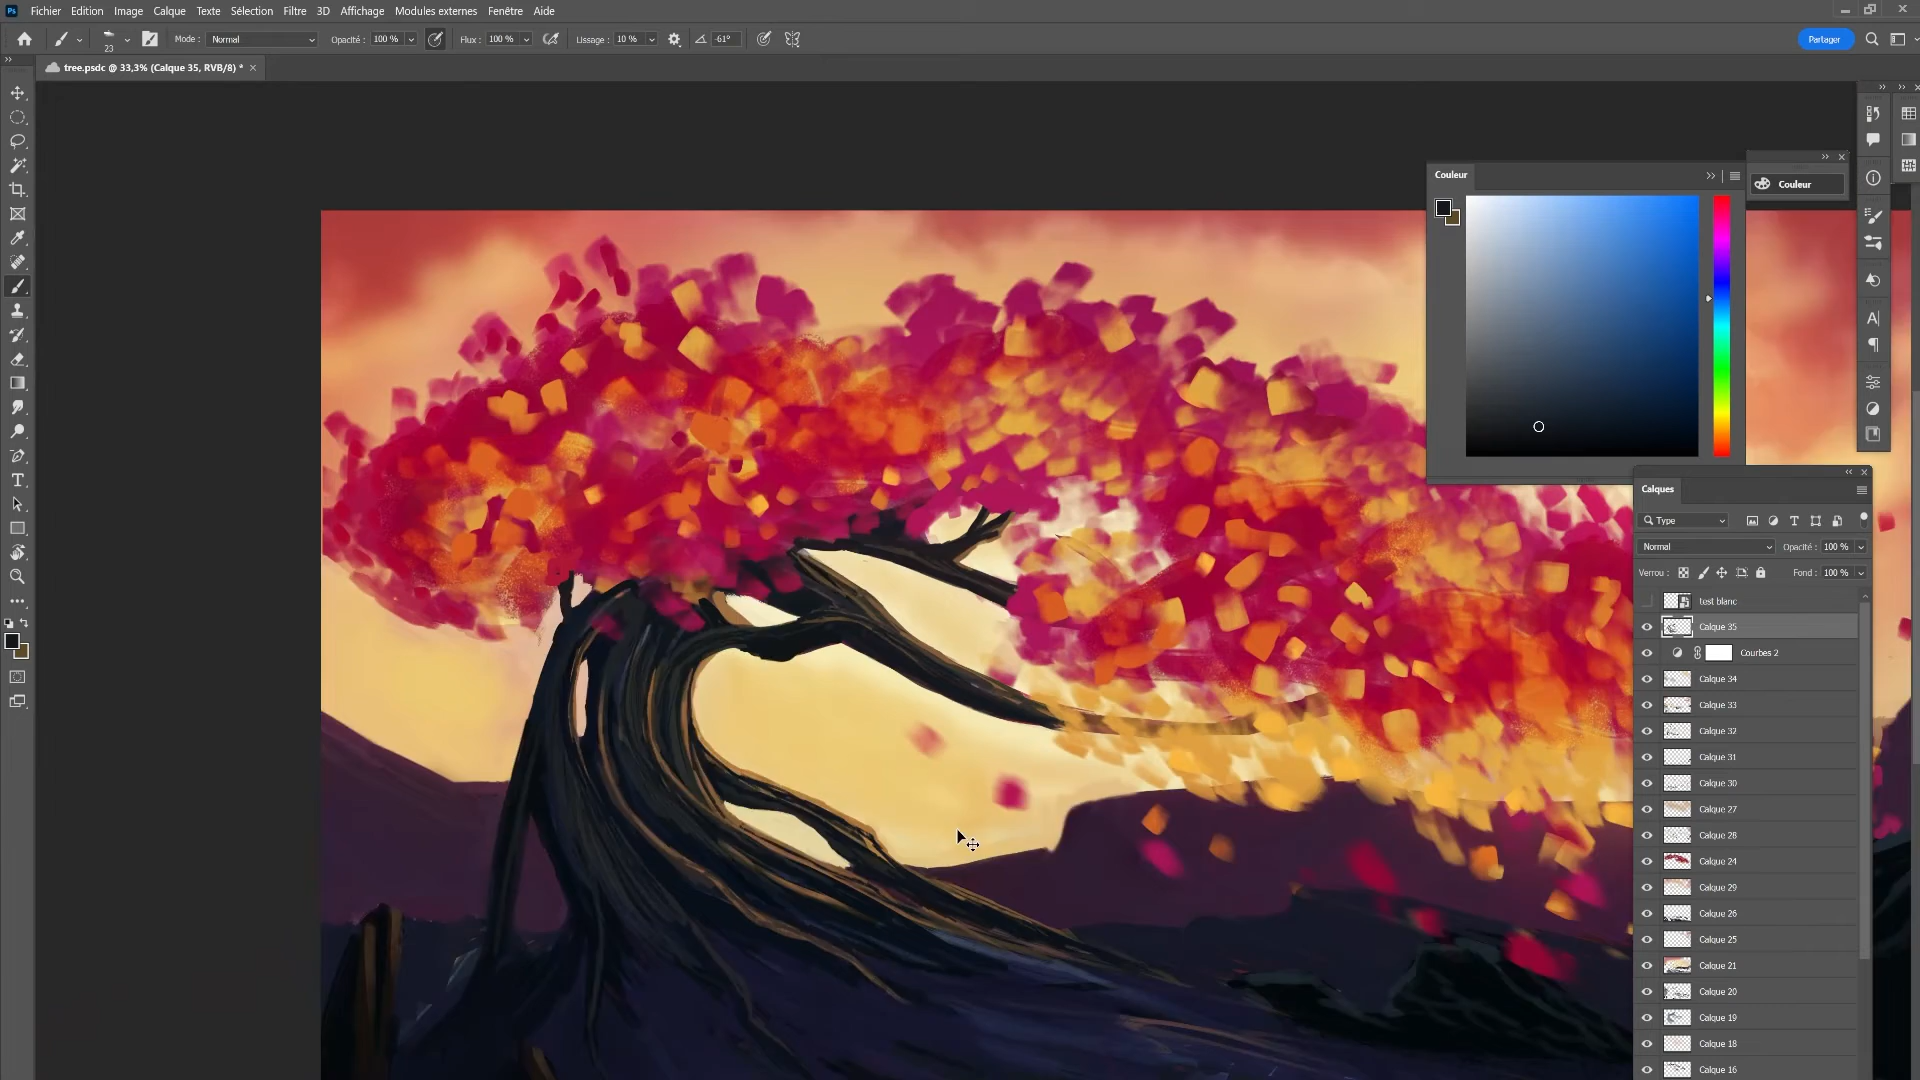 Ps Fichier Edition Image Calque Texte Sélection Filtre 3D Affichage Modules externes Fenêtre Aide
23 Mode : Normal Opacité : 100 % Flux : 100 % Lissage : 10 % -61° Partager
tree.psdc @ 33,3% (Calque 35, RVB/8) *
Couleur
Couleur
Calques
Type
Normal Opacité : 100 %
Verrou : Fond : 100 %
test blanc
Calque 35
Courbes 2
Calque 34
Calque 33
Calque 32
Calque 31
Calque 30
Calque 27
Calque 28
Calque 24
Calque 29
Calque 26
Calque 25
Calque 21
Calque 20
Calque 19
Calque 18
Calque 16